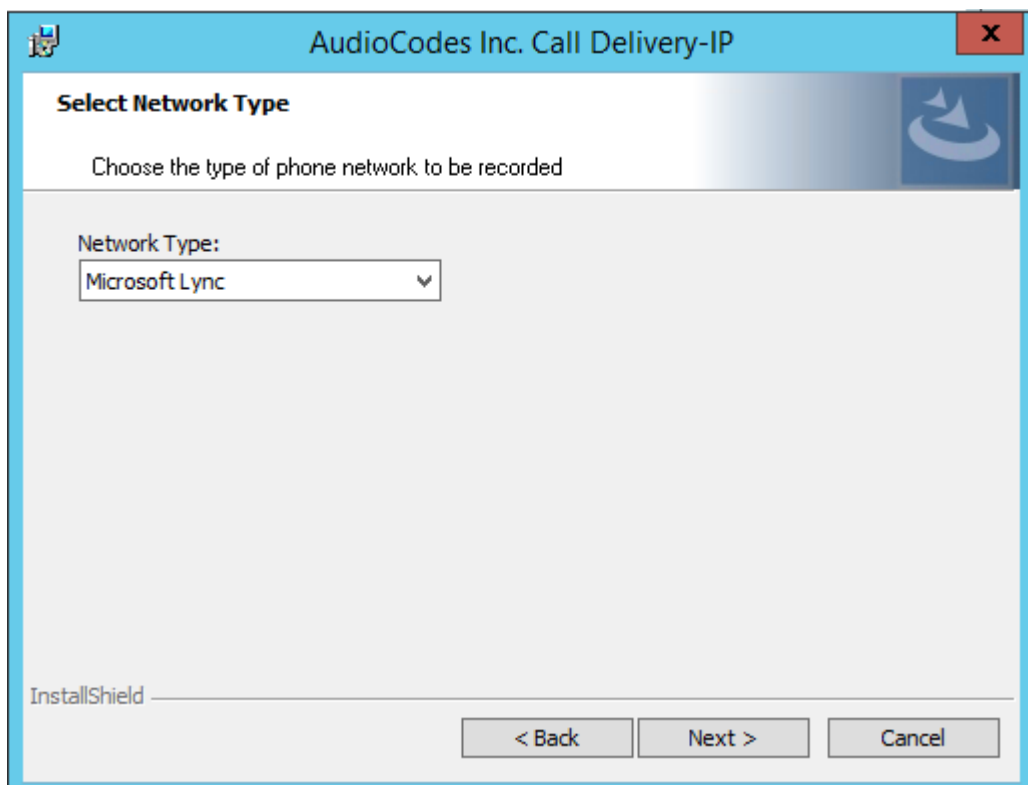 AudioCodes Inc. Call Delivery-IP
x
Select Network Type
Choose the type of phone network to be recorded
Network Type:
Microsoft Lync
InstallShield
< Back
Next >
Cancel